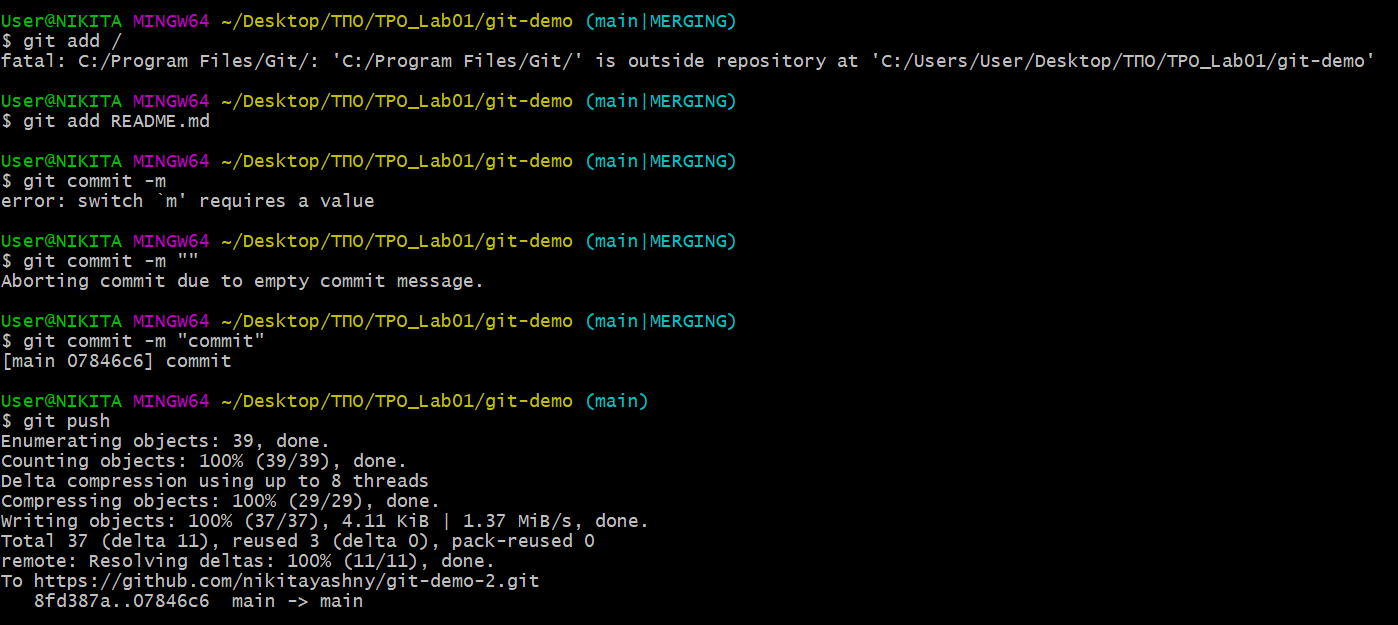 User@NIKITA MINGW64 ~/Desktop/ТПО/TPO_Lab01/git-demo (main|MERGING)
$ git add /
fatal: C:/Program Files/Git/: 'C:/Program Files/Git/' is outside repository at 'C:/Users/User/Desktop/ТПО/TPO_Lab01/git-demo'
User@NIKITA MINGW64 ~/Desktop/ТПО/TPO_Lab01/git-demo (main|MERGING)
$ git add README.md
User@NIKITA MINGW64 ~/Desktop/ТПО/TPO_Lab01/git-demo (main|MERGING)
$ git commit -m
error: switch `m' requires a value
User@NIKITA MINGW64 ~/Desktop/ТПО/TPO_Lab01/git-demo (main|MERGING)
$ git commit -m ""
Aborting commit due to empty commit message.
User@NIKITA MINGW64 ~/Desktop/ТПО/TPO_Lab01/git-demo (main|MERGING)
$ git commit -m "commit"
[main 07846c6] commit
User@NIKITA MINGW64 ~/Desktop/ТПО/TPO_Lab01/git-demo (main)
$ git push
Enumerating objects: 39, done.
Counting objects: 100% (39/39), done.
Delta compression using up to 8 threads
Compressing objects: 100% (29/29), done.
Writing objects: 100% (37/37), 4.11 KiB | 1.37 MiB/s, done.
Total 37 (delta 11), reused 3 (delta 0), pack-reused 0
remote: Resolving deltas: 100% (11/11), done.
To https://github.com/nikitayashny/git-demo-2.git
   8fd387a..07846c6  main -> main